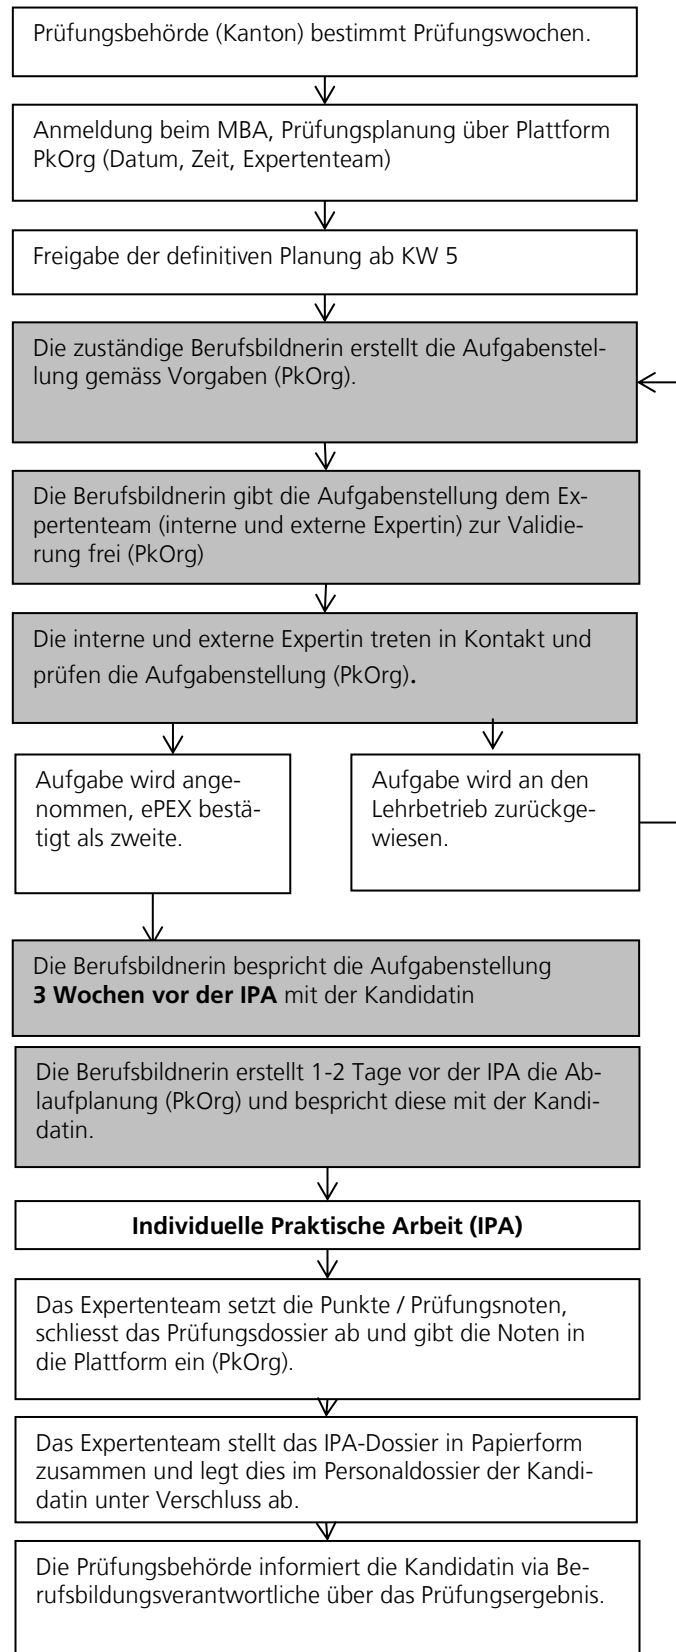 Prüfungsbehörde (Kanton) bestimmt Prüfungswochen.
Anmeldung beim MBA, Prüfungsplanung über Plattform
PkOrg (Datum, Zeit, Expertenteam)
Freigabe der definitiven Planung ab KW 5
Die zuständige Berufsbildnerin erstellt die Aufgabenstel-
lung gemäss Vorgaben (PkOrg).
Die Berufsbildnerin gibt die Aufgabenstellung dem Ex-
pertenteam (interne und externe Expertin) zur Validie-
rung frei (PkOrg)
Die interne und externe Expertin treten in Kontakt und
prüfen die Aufgabenstellung (PkOrg).
Aufgabe wird ange-
nommen, ePEX bestä-
tigt als zweite.
Aufgabe wird an den
Lehrbetrieb zurückge-
wiesen.
Die Berufsbildnerin bespricht die Aufgabenstellung
3 Wochen vor der IPA mit der Kandidatin
Die Berufsbildnerin erstellt 1-2 Tage vor der IPA die Ab-
laufplanung (PkOrg) und bespricht diese mit der Kandi-
datin.
Individuelle Praktische Arbeit (IPA)
Das Expertenteam setzt die Punkte / Prüfungsnoten,
schliesst das Prüfungsdossier ab und gibt die Noten in
die Plattform ein (PkOrg).
Das Expertenteam stellt das IPA-Dossier in Papierform
zusammen und legt dies im Personaldossier der Kandi-
datin unter Verschluss ab.
Die Prüfungsbehörde informiert die Kandidatin via Be-
rufsbildungsverantwortliche über das Prüfungsergebnis.